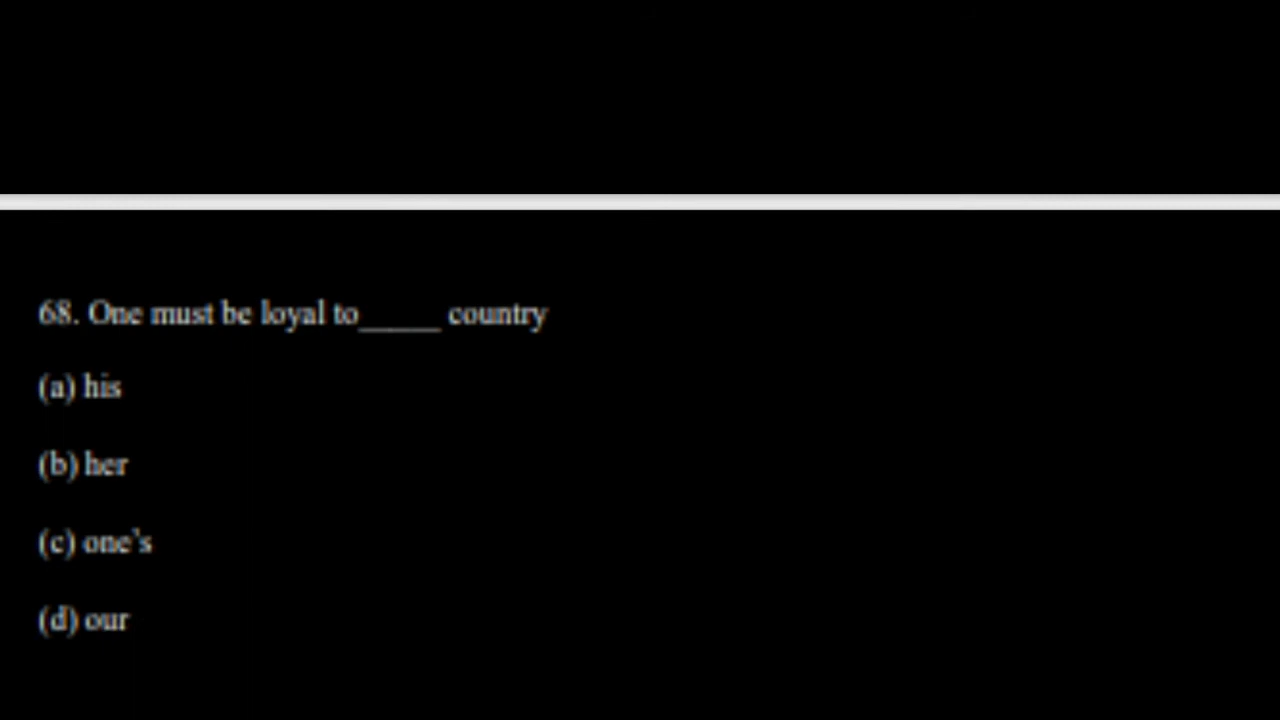 68. One must be loyal to_____ country
(a) his
(b) her
(c) one's
(d) our